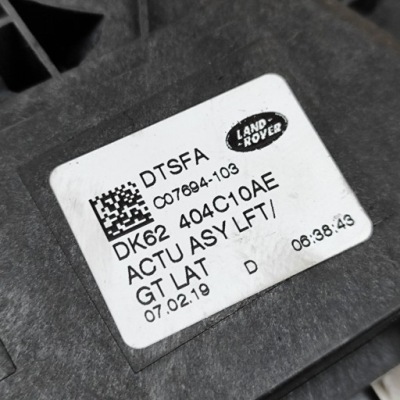 LAND-
ROVER
DTSFA
C07694-103
DK62 404C10AE
ACTU ASY LFT/
GT LAT D 06:38:43
07.02.19